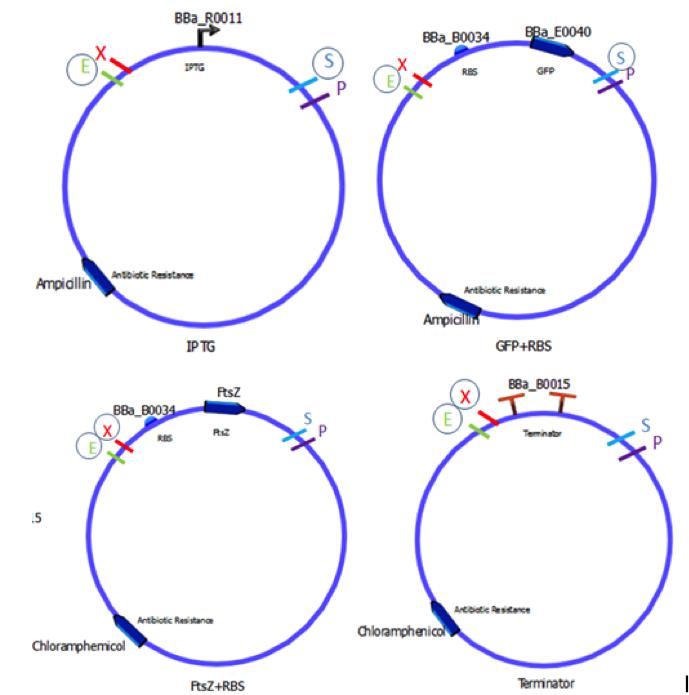 BBa_R0011
X
E
IPTG
S
P
Ampicillin
Antibiotic Resistance
IPTG
BBa_B0034
BBa_E0040
X
E
RBS
GFP
S
P
Antibiotic Resistance
Ampicillin
GFP+RBS
FtsZ
BBa_B0034
X
E
RBS
FtsZ
S
P
.5
Antibiotic Resistance
Chloramphemicol
FtsZ+RBS
BBa_B0015
X
E
Terminator
S
P
Antibiotic Resistance
Chloramphenicol
Terminator